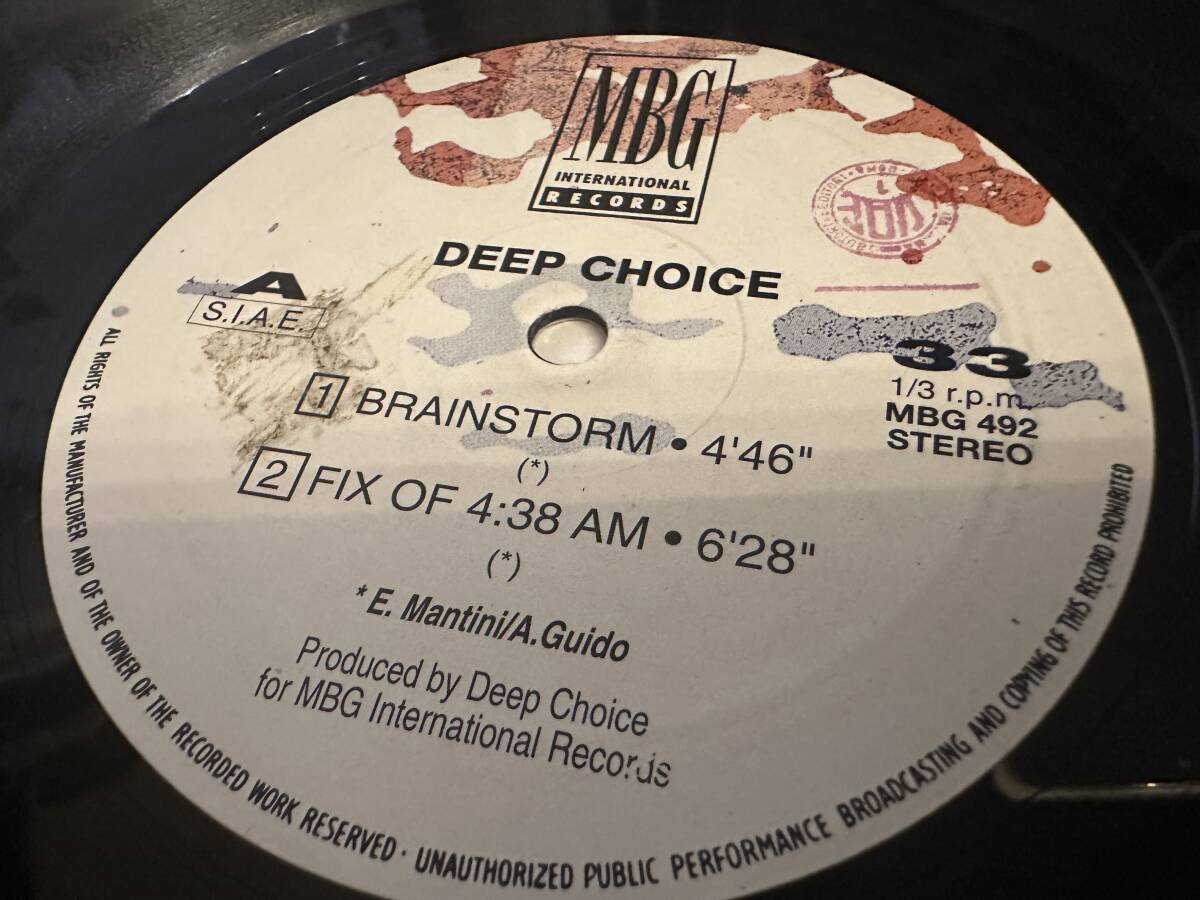 MBG
INTERNATIONAL
RECORDS
DEEP CHOICE
A
S.I.A.E.
33
1/3 r.p.m.
MBG 492
STEREO
1 BRAINSTORM • 4'46"
(*)
2 FIX OF 4:38 AM • 6'28"
(*)
* E. Mantini/A.Guido
Produced by Deep Choice
for MBG International Records
ALL RIGHTS OF THE MANUFACTURER AND OF THE OWNER OF THE RECORDED WORK RESERVED · UNAUTHORIZED PUBLIC PERFORMANCE BROADCASTING AND COPYING OF THIS RECORD PROHIBITED